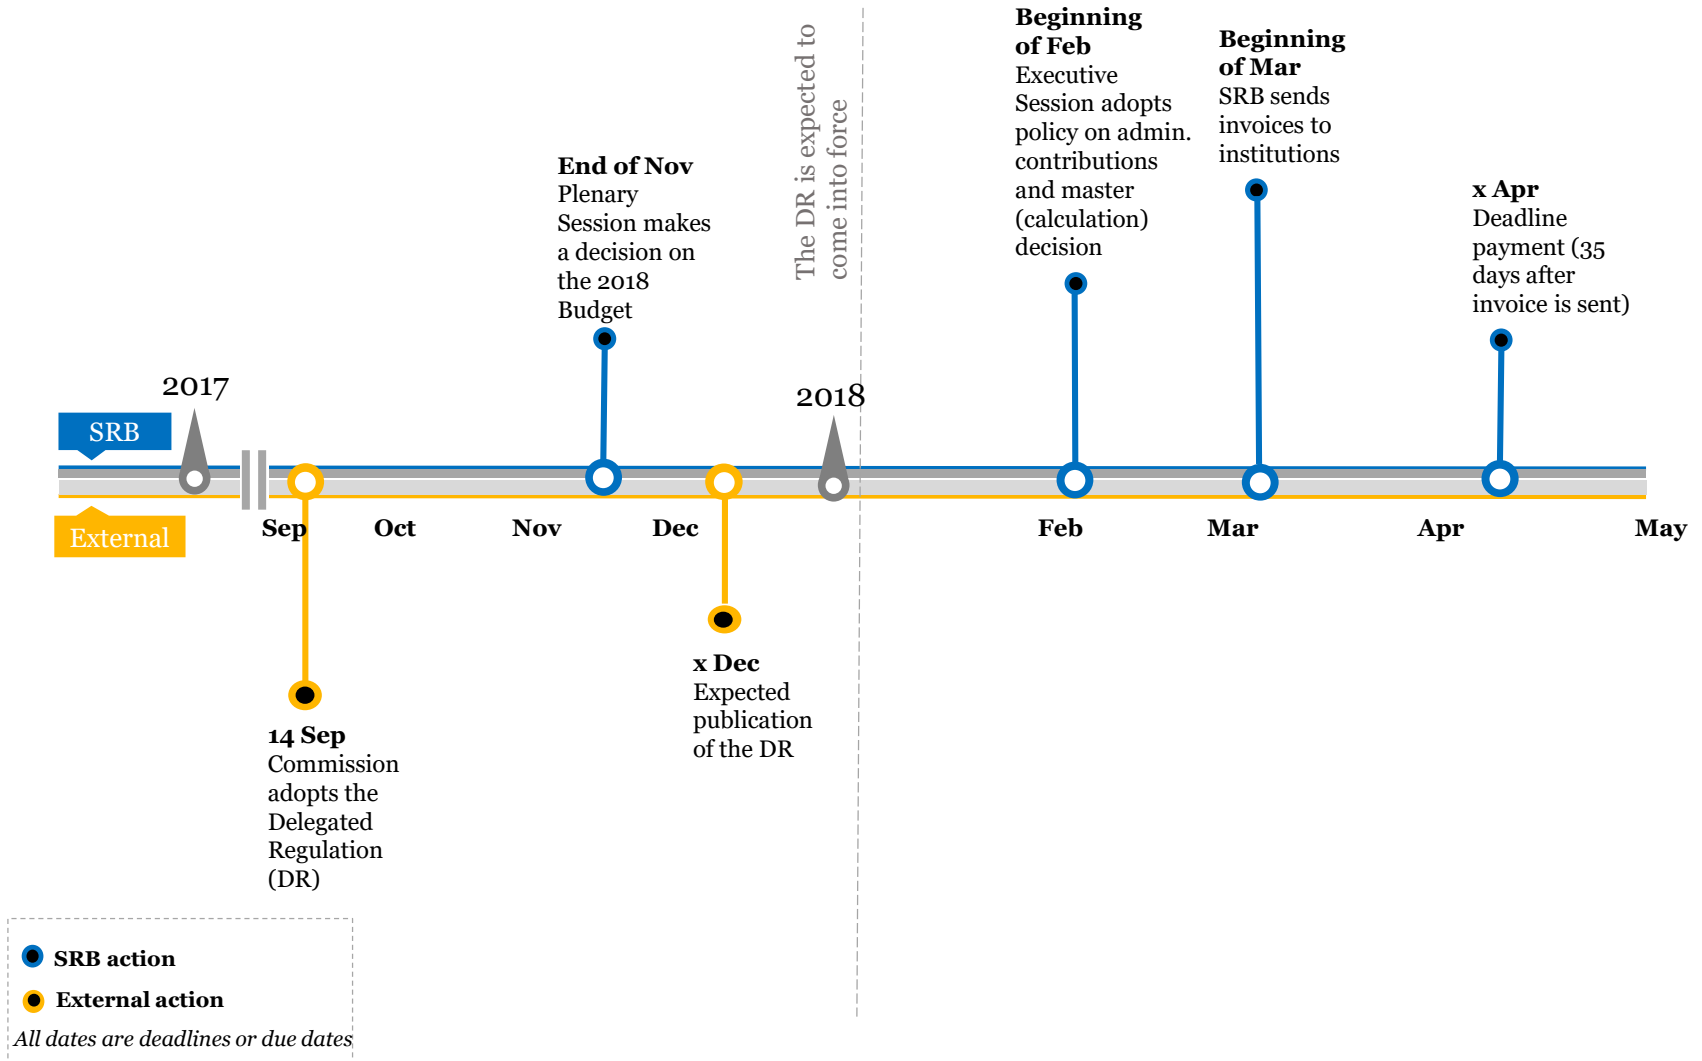 The DR is expected to
come into force
Beginning
of Feb
Executive
Session adopts
policy on admin.
contributions
and master
(calculation)
decision
Beginning
of Mar
SRB sends
invoices to
institutions
End of Nov
Plenary
Session makes
a decision on
the 2018
Budget
x Apr
Deadline
payment (35
days after
invoice is sent)
2017
2018
SRB
External
Sep
Oct
Nov
Dec
Feb
Mar
Apr
May
x Dec
Expected
publication
of the DR
14 Sep
Commission
adopts the
Delegated
Regulation
(DR)
SRB action
External action
All dates are deadlines or due dates